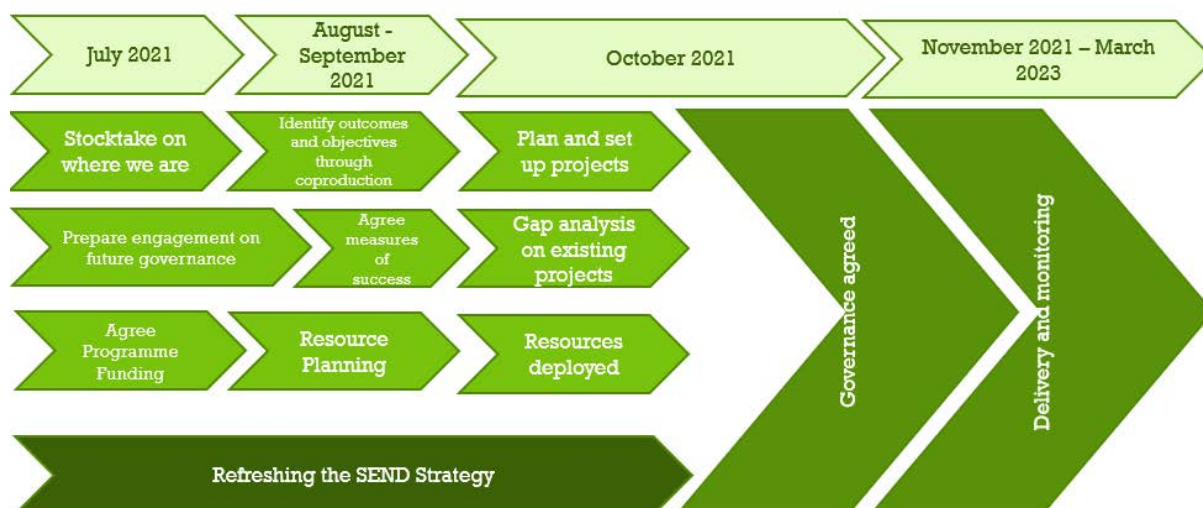 July 2021
August -
September
2021
October 2021
November 2021 – March
2023
Stocktake on
where we are
Identify outcomes
and objectives
through
coproduction
Plan and set
up projects
Prepare engagement on
future governance
Agree
measures
of
success
Gap analysis
on existing
projects
Agree
Programme
Funding
Resource
Planning
Resources
deployed
Refreshing the SEND Strategy
Governance agreed
Delivery and monitoring